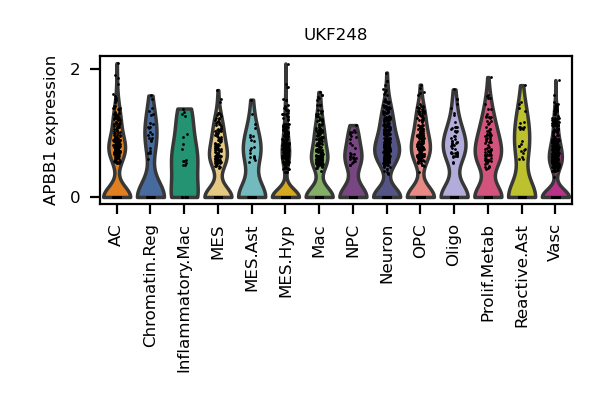 UKF248
APBB1 expression
2
0
AC
Chromatin.Reg
Inflammatory.Mac
MES
MES.Ast
MES.Hyp
Mac
NPC
Neuron
OPC
Oligo
Prolif.Metab
Reactive.Ast
Vasc